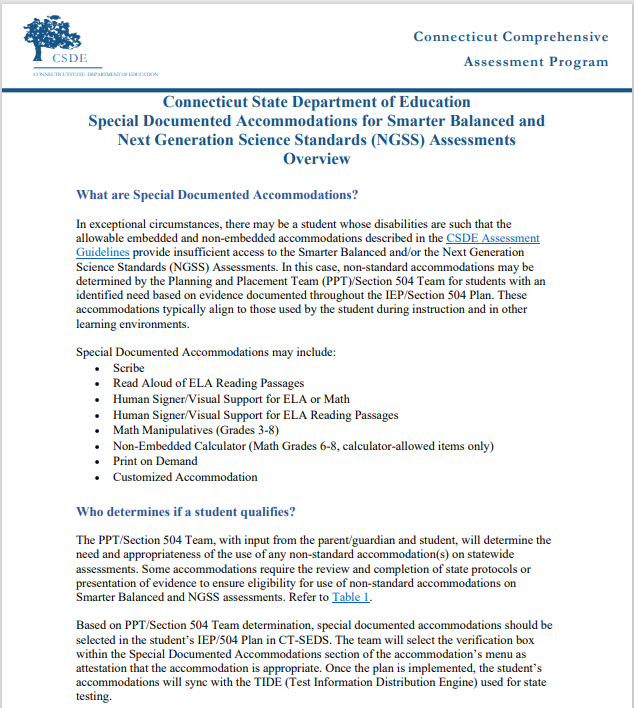 CSDE
CONNECTICUT STATE DEPARTMENT OF EDUCATION
Connecticut Comprehensive
Assessment Program
Connecticut State Department of Education
Special Documented Accommodations for Smarter Balanced and
Next Generation Science Standards (NGSS) Assessments
Overview
What are Special Documented Accommodations?
In exceptional circumstances, there may be a student whose disabilities are such that the
allowable embedded and non-embedded accommodations described in the CSDE Assessment
Guidelines provide insufficient access to the Smarter Balanced and/or the Next Generation
Science Standards (NGSS) Assessments. In this case, non-standard accommodations may be
determined by the Planning and Placement Team (PPT)/Section 504 Team for students with an
identified need based on evidence documented throughout the IEP/Section 504 Plan. These
accommodations typically align to those used by the student during instruction and in other
learning environments.
Special Documented Accommodations may include:
• Scribe
• Read Aloud of ELA Reading Passages
• Human Signer/Visual Support for ELA or Math
• Human Signer/Visual Support for ELA Reading Passages
• Math Manipulatives (Grades 3-8)
• Non-Embedded Calculator (Math Grades 6-8, calculator-allowed items only)
• Print on Demand
• Customized Accommodation
Who determines if a student qualifies?
The PPT/Section 504 Team, with input from the parent/guardian and student, will determine the
need and appropriateness of the use of any non-standard accommodation(s) on statewide
assessments. Some accommodations require the review and completion of state protocols or
presentation of evidence to ensure eligibility for use of non-standard accommodations on
Smarter Balanced and NGSS assessments. Refer to Table 1.
Based on PPT/Section 504 Team determination, special documented accommodations should be
selected in the student's IEP/504 Plan in CT-SEDS. The team will select the verification box
within the Special Documented Accommodations section of the accommodation's menu as
attestation that the accommodation is appropriate. Once the plan is implemented, the student's
accommodations will sync with the TIDE (Test Information Distribution Engine) used for state
testing.